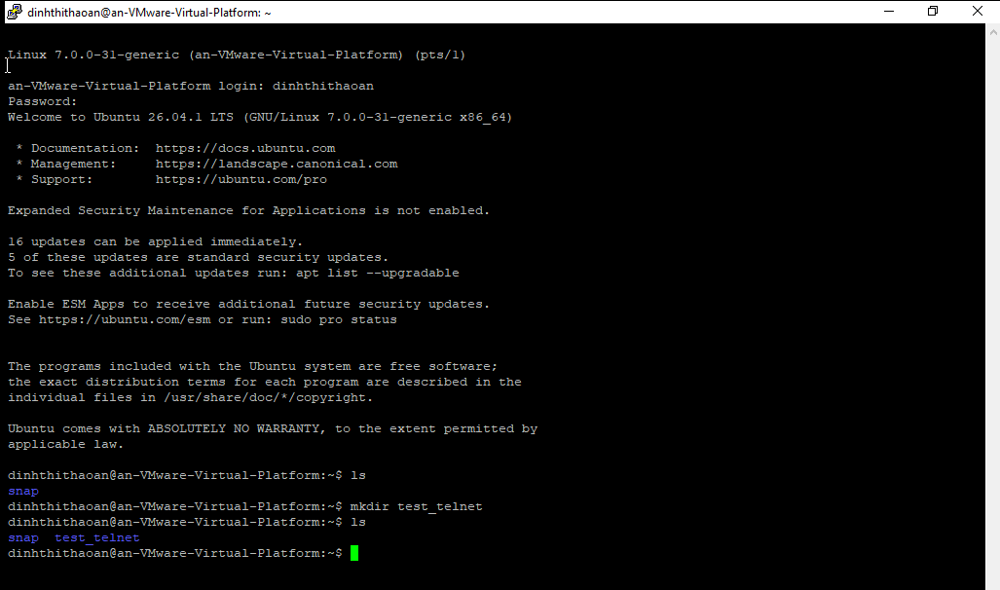 dinhthithaoan@an-VMware-Virtual-Platform: ~
Linux 7.0.0-31-generic (an-VMware-Virtual-Platform) (pts/1)
an-VMware-Virtual-Platform login: dinhthithaoan
Password:
Welcome to Ubuntu 26.04.1 LTS (GNU/Linux 7.0.0-31-generic x86_64)
* Documentation:  https://docs.ubuntu.com
* Management:     https://landscape.canonical.com
* Support:        https://ubuntu.com/pro
Expanded Security Maintenance for Applications is not enabled.
16 updates can be applied immediately.
5 of these updates are standard security updates.
To see these additional updates run: apt list --upgradable
Enable ESM Apps to receive additional future security updates.
See https://ubuntu.com/esm or run: sudo pro status
The programs included with the Ubuntu system are free software;
the exact distribution terms for each program are described in the
individual files in /usr/share/doc/*/copyright.
Ubuntu comes with ABSOLUTELY NO WARRANTY, to the extent permitted by
applicable law.
dinhthithaoan@an-VMware-Virtual-Platform:~$ ls
snap
dinhthithaoan@an-VMware-Virtual-Platform:~$ mkdir test_telnet
dinhthithaoan@an-VMware-Virtual-Platform:~$ ls
snap  test_telnet
dinhthithaoan@an-VMware-Virtual-Platform:~$